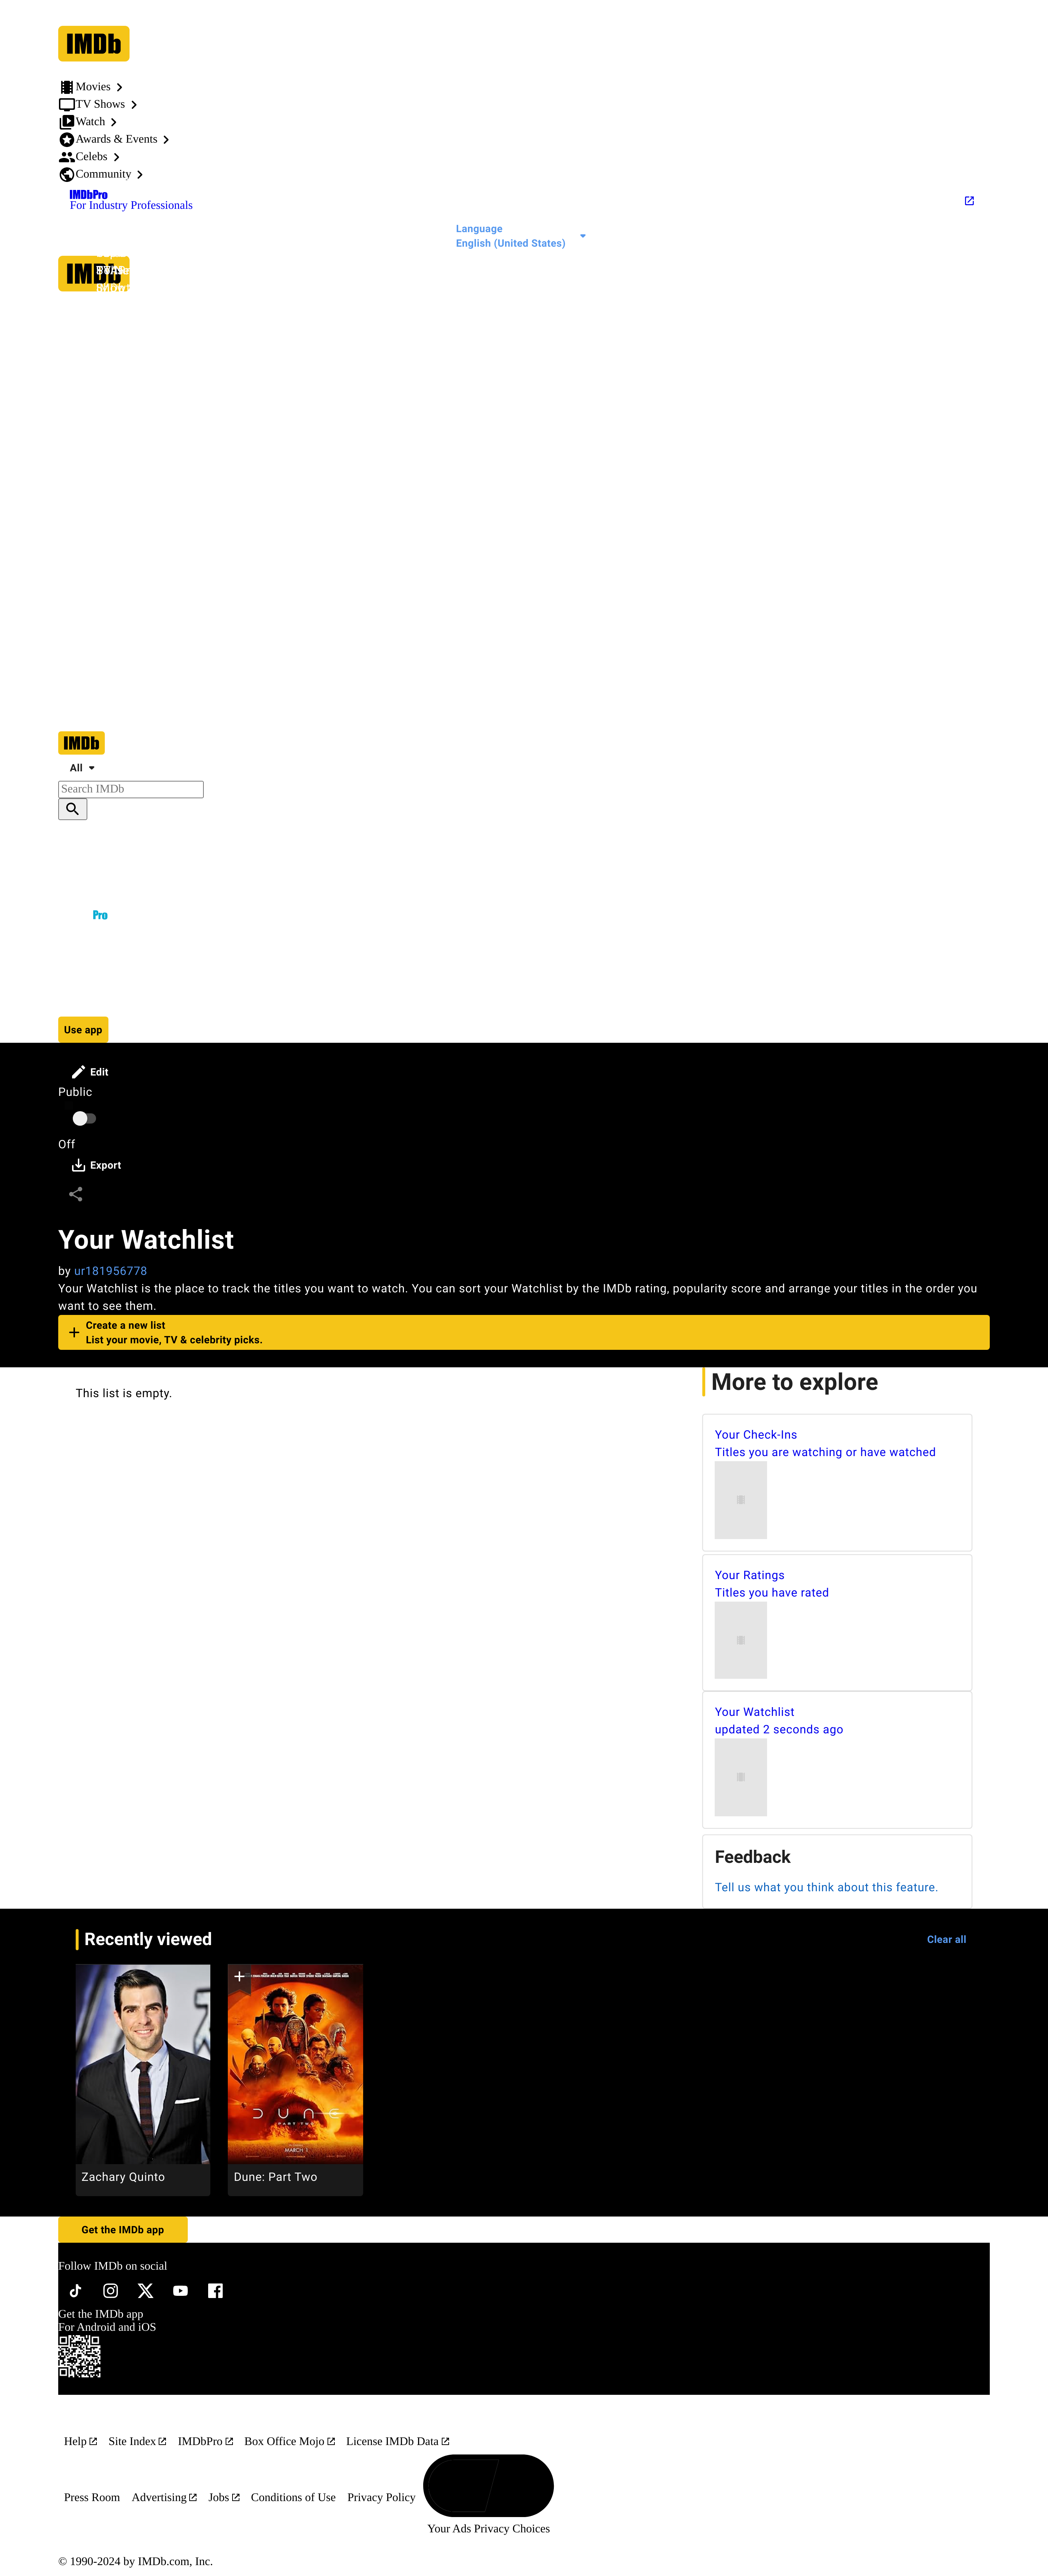 IMDb
Movies
TV Shows
Watch
Awards & Events
Celebs
Community
IMDbPro
For Industry Professionals
Language
English (United States)
IMDb
IMDb
All
Search IMDb
Pro
Use app
Edit
Public
Off
Export
Your Watchlist
by ur181956778
Your Watchlist is the place to track the titles you want to watch. You can sort your Watchlist by the IMDb rating, popularity score and arrange your titles in the order you
want to see them.
Create a new list
List your movie, TV & celebrity picks.
This list is empty.
More to explore
Your Check-Ins
Titles you are watching or have watched
Your Ratings
Titles you have rated
Your Watchlist
updated 2 seconds ago
Feedback
Tell us what you think about this feature.
Recently viewed
Clear all
DUNE
PART TWO
MARCH 1
Zachary Quinto
Dune: Part Two
Get the IMDb app
Follow IMDb on social
Get the IMDb app
For Android and iOS
Help
Site Index
IMDbPro
Box Office Mojo
License IMDb Data
Press Room
Advertising
Jobs
Conditions of Use
Privacy Policy
Your Ads Privacy Choices
© 1990-2024 by IMDb.com, Inc.